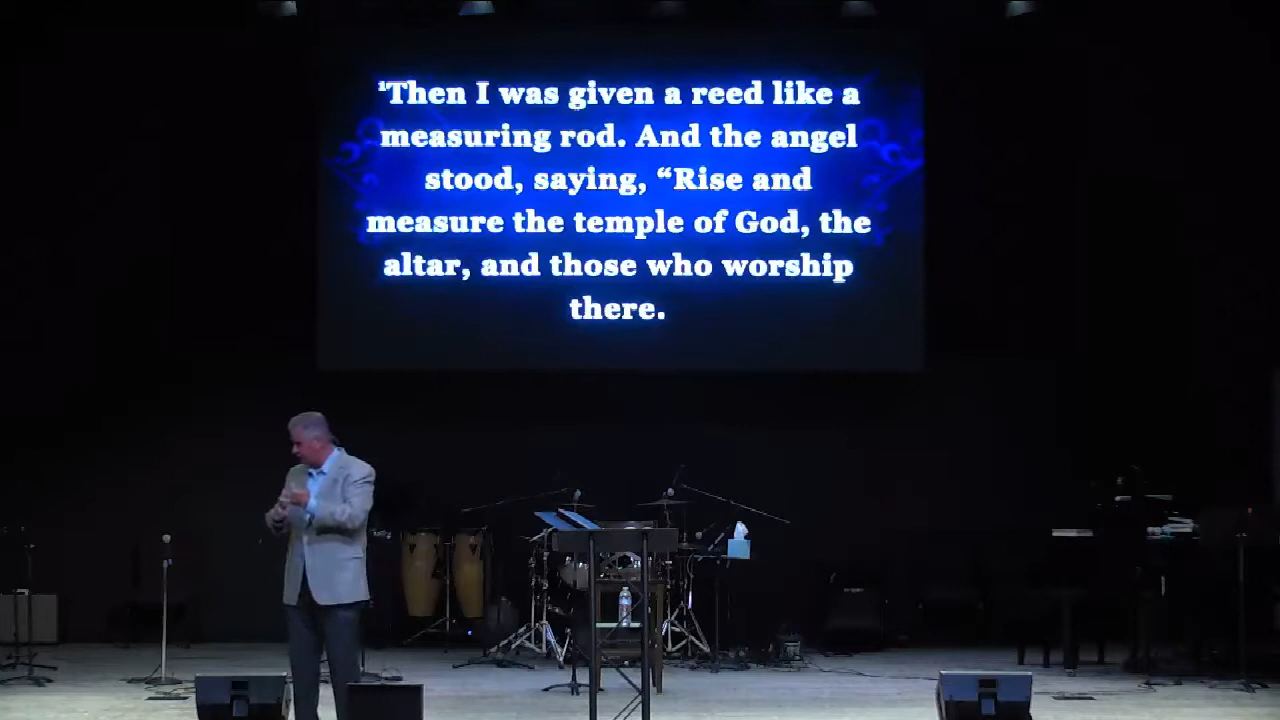 ¹Then I was given a reed like a
measuring rod. And the angel
stood, saying, “Rise and
measure the temple of God, the
altar, and those who worship
there.